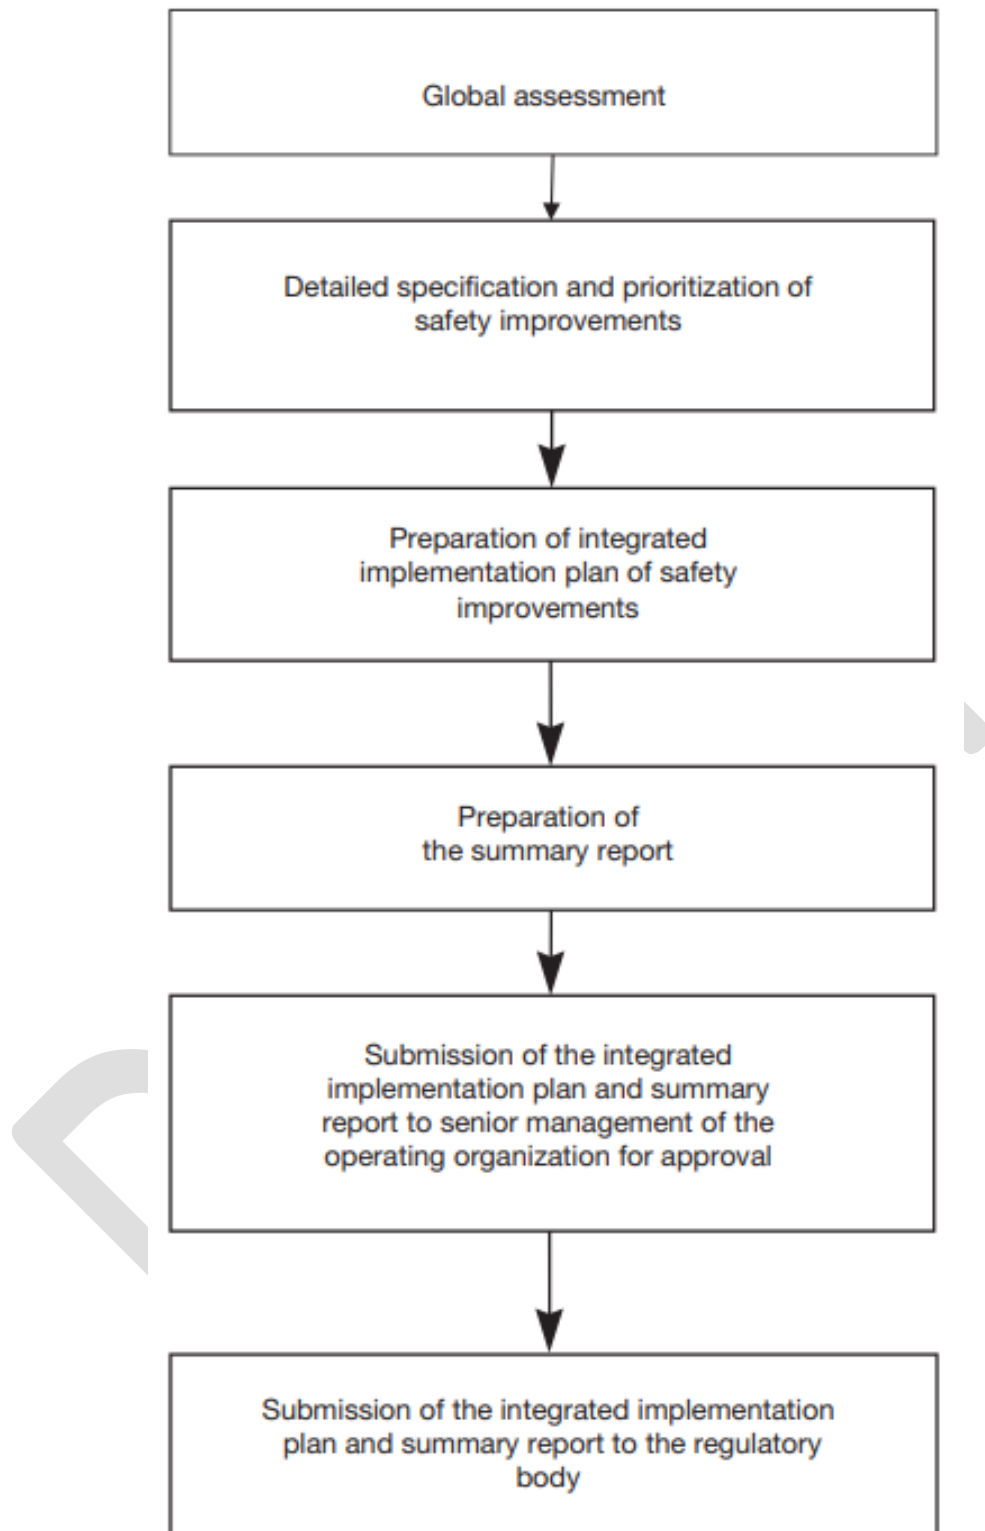 Global assessment
Detailed specification and prioritization of
safety improvements
Preparation of integrated
implementation plan of safety
improvements
Preparation of
the summary report
Submission of the integrated
implementation plan and summary
report to senior management of the
operating organization for approval
Submission of the integrated implementation
plan and summary report to the regulatory
body